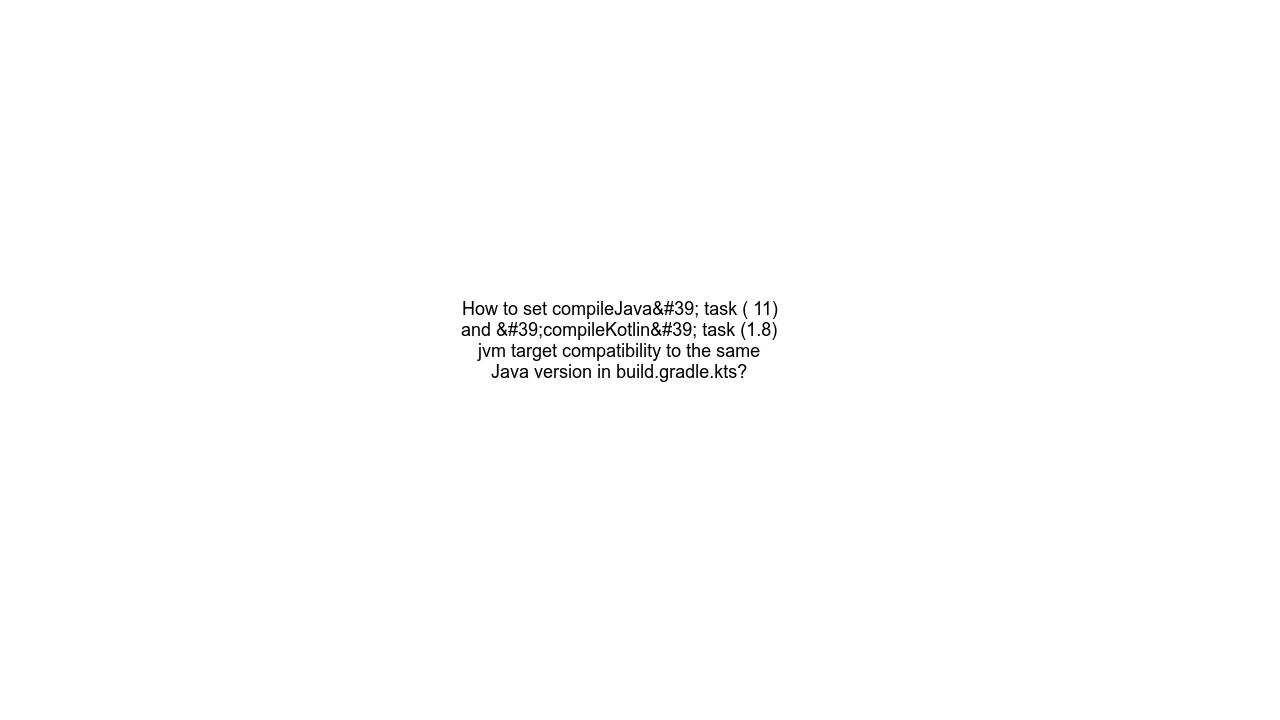 How to set compileJava&#39; task ( 11)
and &#39;compileKotlin&#39; task (1.8)
jvm target compatibility to the same
Java version in build.gradle.kts?